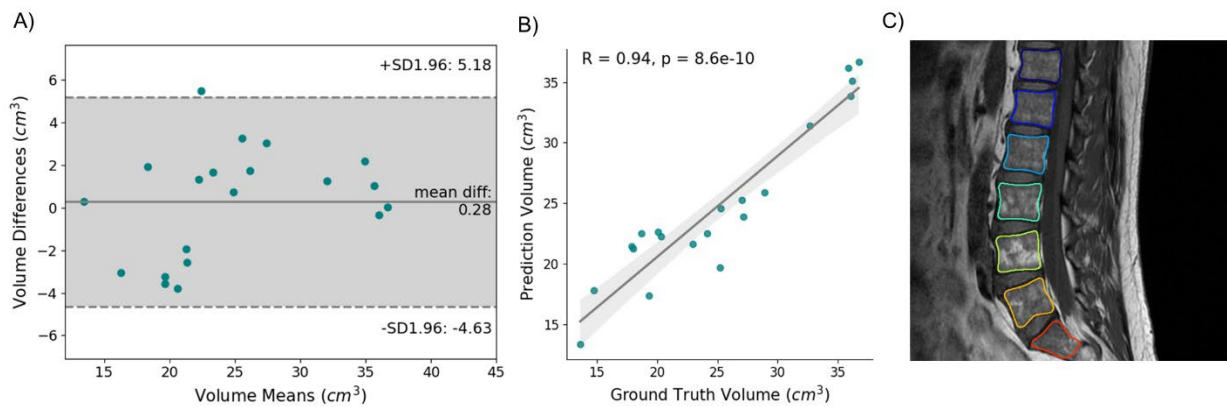 A)
6
4
2
0
−2
−4
−6
Volume Differences (cm³)
+SD1.96: 5.18
mean diff:
0.28
-SD1.96: -4.63
15
20
25
30
35
40
45
Volume Means (cm³)
B)
R = 0.94, p = 8.6e-10
35
30
25
20
15
Prediction Volume (cm³)
15
20
25
30
35
Ground Truth Volume (cm³)
C)